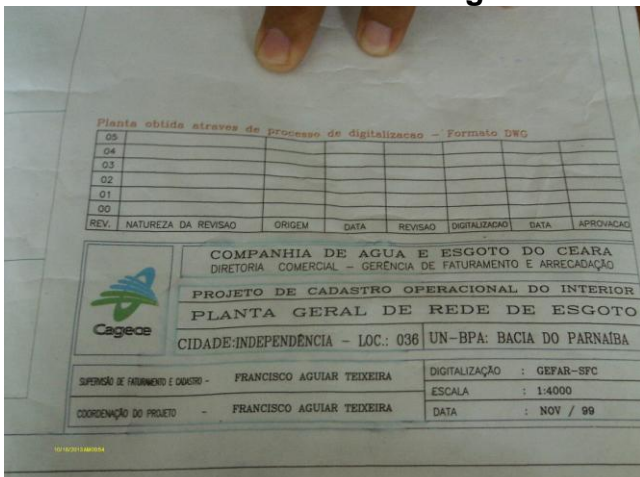 Planta obtida atraves de processo de digitalizacao - Formato DWG
05
04
03
02
01
00
REV. NATUREZA DA REVISAO ORIGEM DATA REVISAO DIGITALIZACAO DATA APROVACAO
COMPANHIA DE AGUA E ESGOTO DO CEARA
DIRETORIA COMERCIAL - GERÊNCIA DE FATURAMENTO E ARRECADAÇÃO
PROJETO DE CADASTRO OPERACIONAL DO INTERIOR
PLANTA GERAL DE REDE DE ESGOTO
Cagece
CIDADE:INDEPENDÊNCIA - LOC.: 036 UN-BPA: BACIA DO PARNAÍBA
SUPERVISÃO DE FATURAMENTO E CADASTRO - FRANCISCO AGUIAR TEIXEIRA
DIGITALIZAÇÃO : GEFAR-SFC
ESCALA : 1:4000
COORDENAÇÃO DO PROJETO - FRANCISCO AGUIAR TEIXEIRA
DATA : NOV / 99